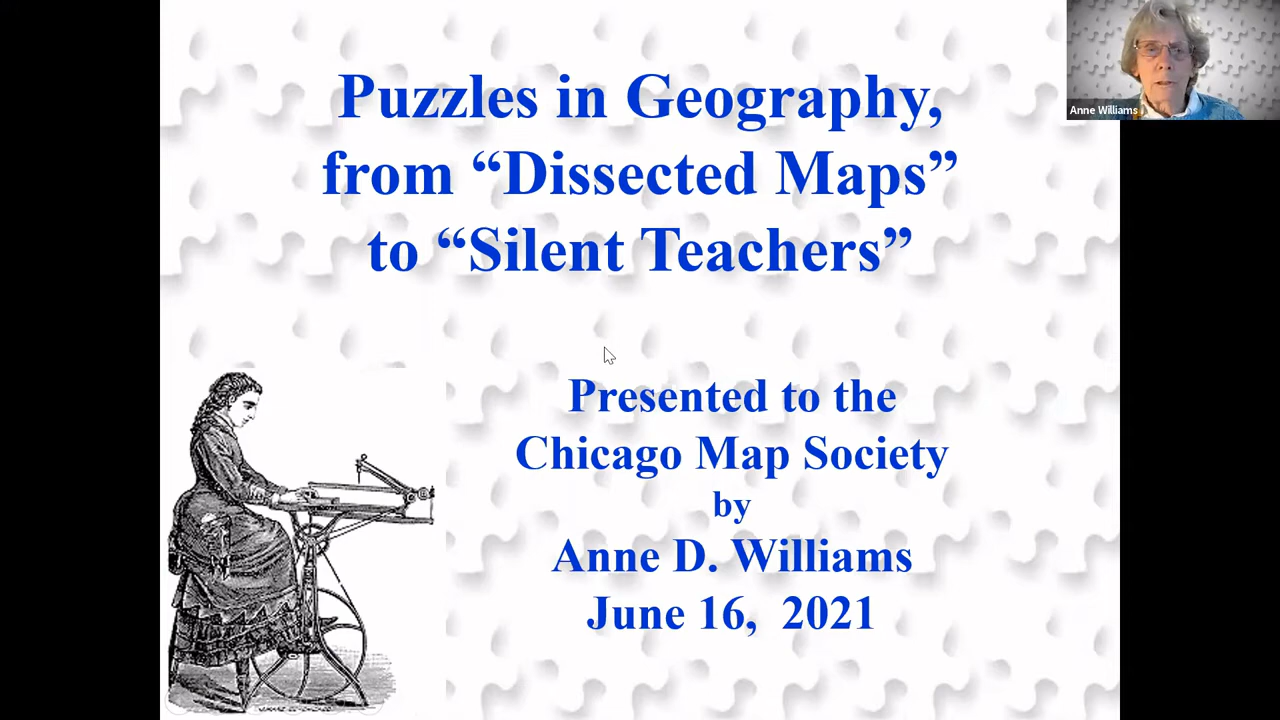 Puzzles in Geography,
from “Dissected Maps”
to “Silent Teachers”
Presented to the
Chicago Map Society
by
Anne D. Williams
June 16,  2021
Anne Williams